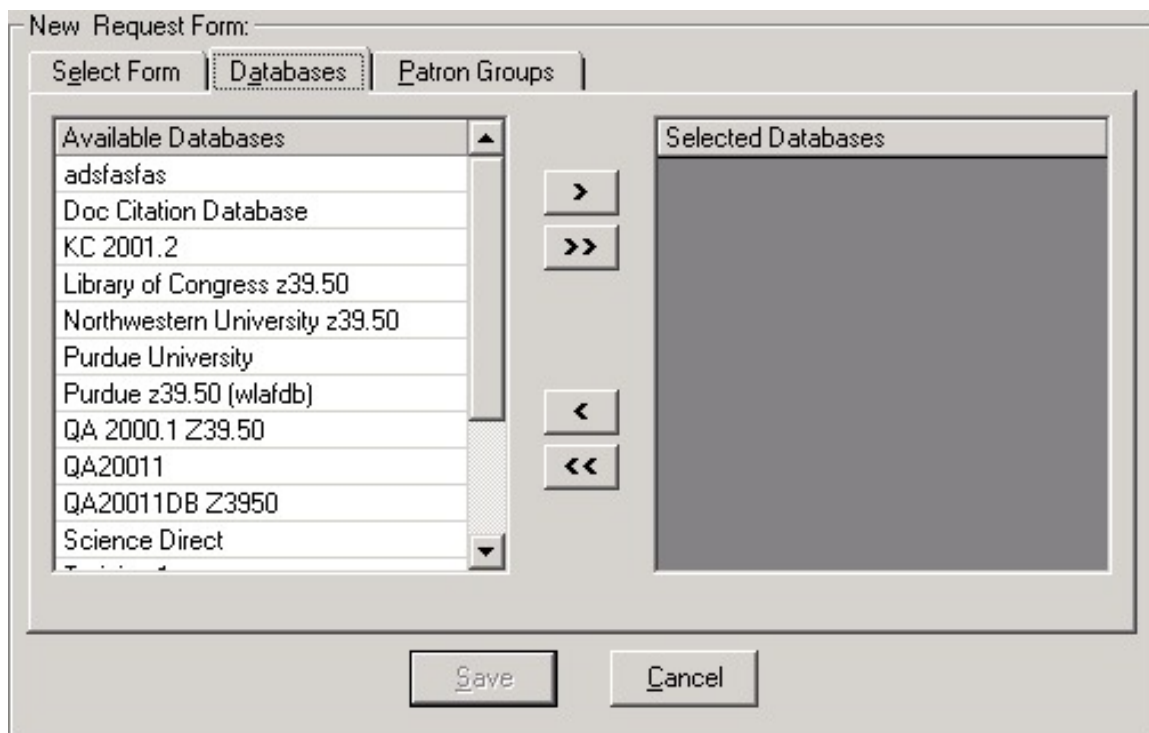 New Request Form:
Select Form Databases Patron Groups
Available Databases
adsfasfas
Doc Citation Database
KC 2001.2
Library of Congress z39.50
Northwestern University z39.50
Purdue University
Purdue z39.50 (wlafdb)
QA 2000.1 Z39.50
QA20011
QA20011DB Z3950
Science Direct
>
>>
<
<<
Selected Databases
Save Cancel